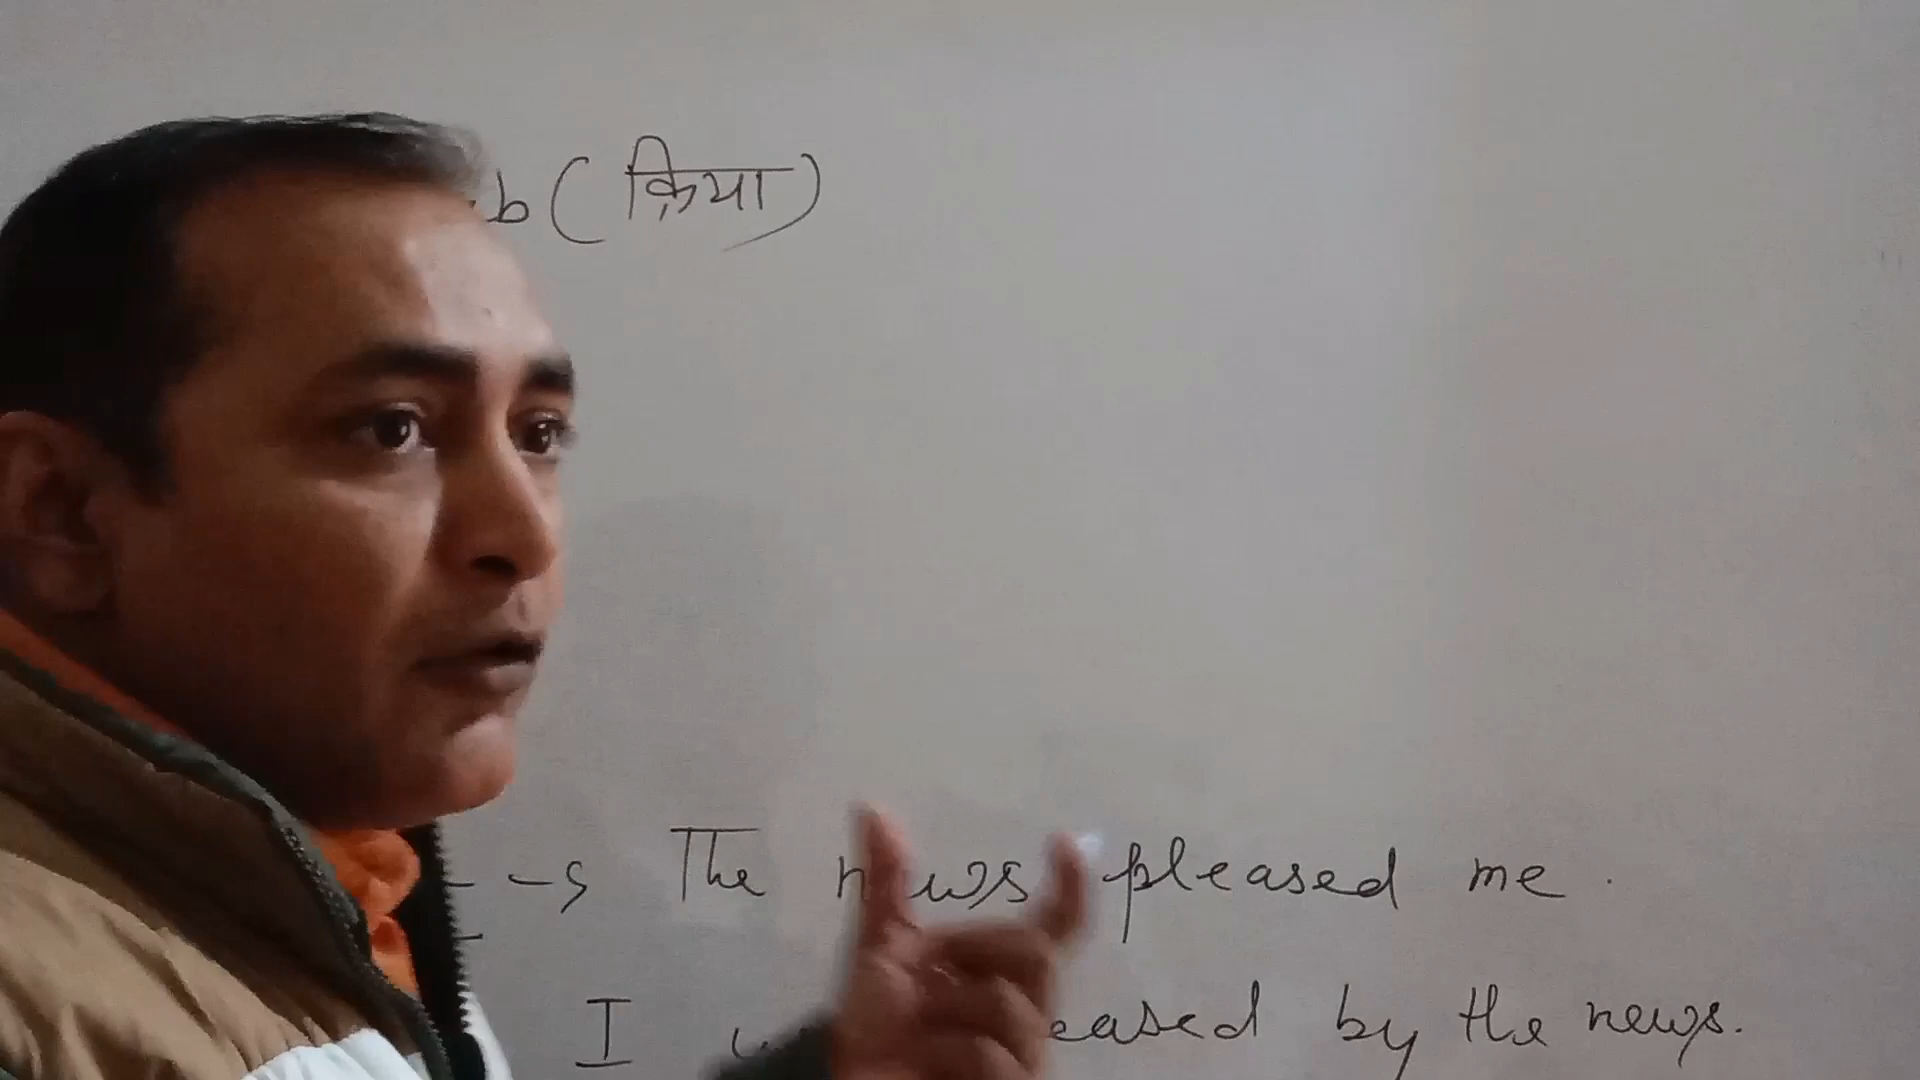 b (क्रिया)
s The news pleased me.
I by the news.